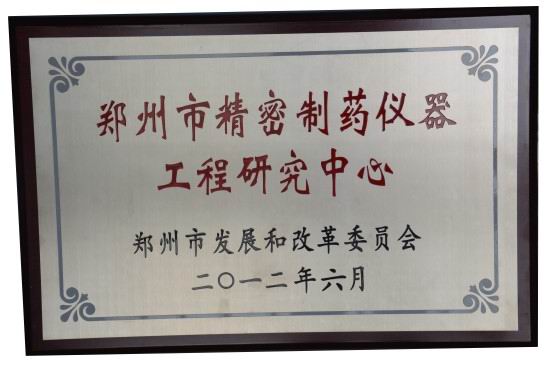 郑州市精密制药仪器
工程研究中心
郑州市发展和改革委员会
二〇一二年六月